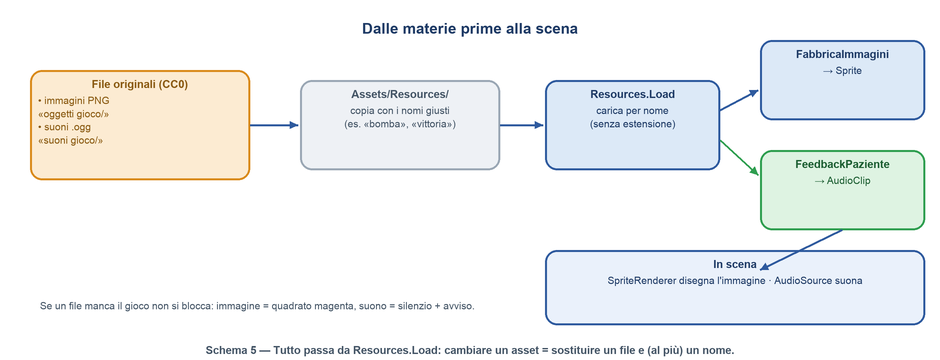 Dalle materie prime alla scena
File originali (CC0)
• immagini PNG
«oggetti gioco/»
• suoni .ogg
«suoni gioco/»
Assets/Resources/
copia con i nomi giusti
(es. «bomba», «vittoria»)
Resources.Load
carica per nome
(senza estensione)
FabbricaImmagini
→ Sprite
FeedbackPaziente
→ AudioClip
In scena
SpriteRenderer disegna l'immagine · AudioSource suona
Se un file manca il gioco non si blocca: immagine = quadrato magenta, suono = silenzio + avviso.
Schema 5 — Tutto passa da Resources.Load: cambiare un asset = sostituire un file e (al più) un nome.